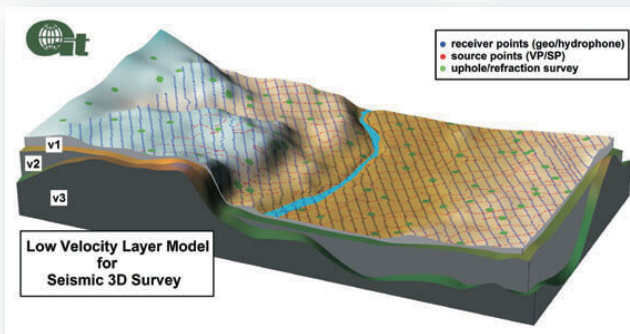 Git
receiver points (geo/hydrophone)
source points (VP/SP)
uphole/refraction survey
v1
v2
v3
Low Velocity Layer Model
for
Seismic 3D Survey